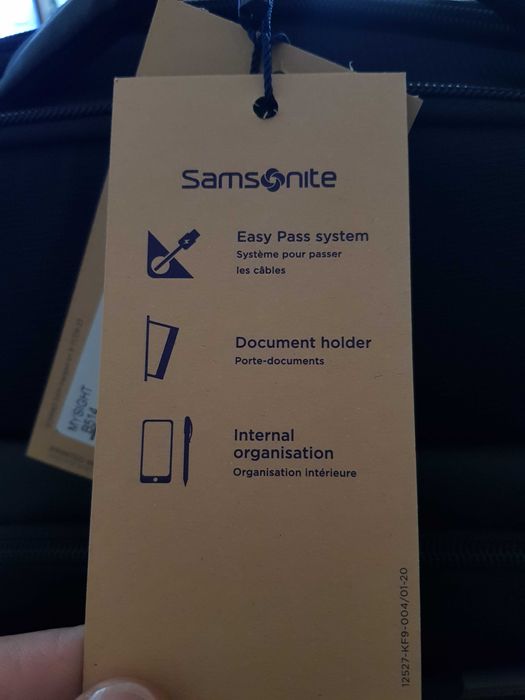 Samsonite
Easy Pass system
Système pour passer
les câbles
Document holder
Porte-documents
Internal
organisation
Organisation intérieure
12527-KF9-004/01-20
MYSIGHT